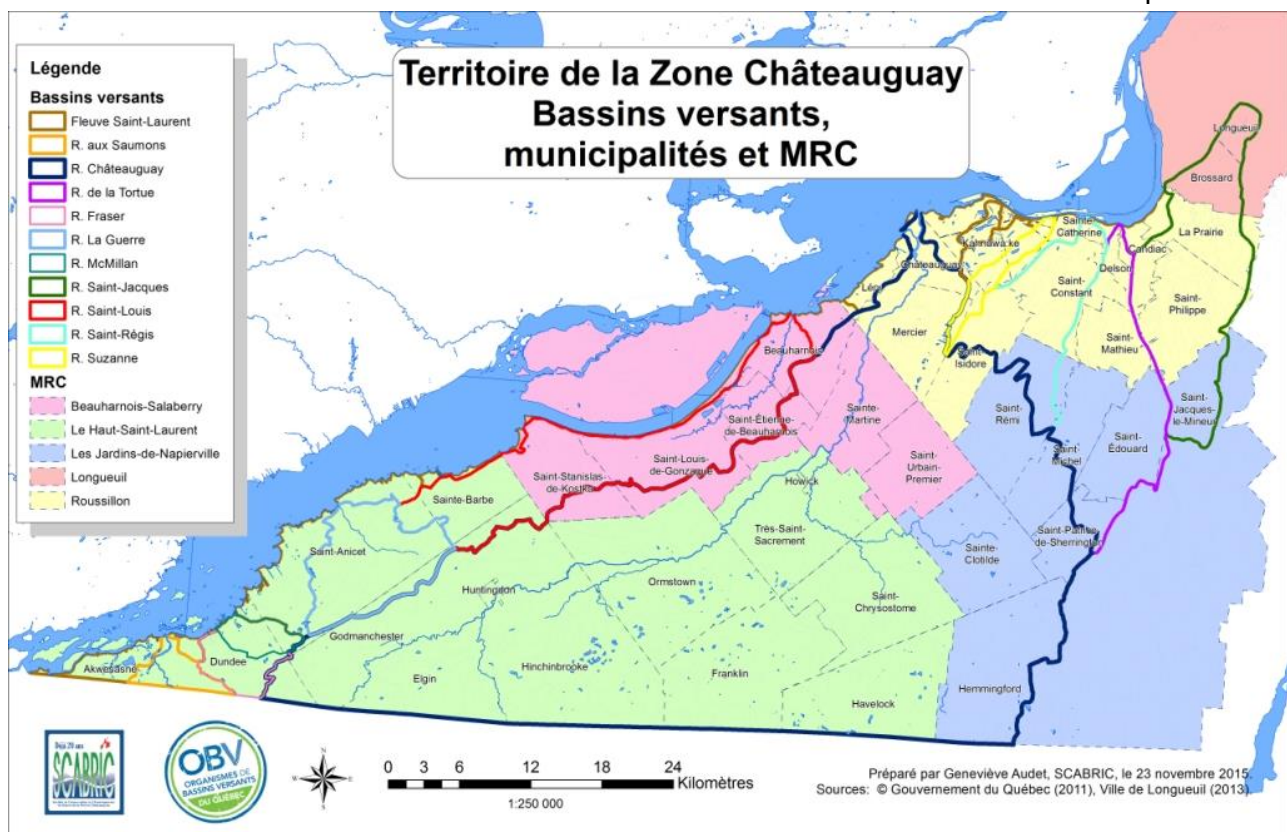 Territoire de la Zone Châteauguay
Bassins versants,
municipalités et MRC
Légende
Bassins versants
Fleuve Saint-Laurent
R. aux Saumons
R. Châteauguay
R. de la Tortue
R. Fraser
R. La Guerre
R. McMillan
R. Saint-Jacques
R. Saint-Louis
R. Saint-Régis
R. Suzanne
MRC
Beauharnois-Salaberry
Le Haut-Saint-Laurent
Les Jardins-de-Napierville
Longueuil
Roussillon
Longueuil
Brossard
La Prairie
Candiac
Sainte-
Catherine
Kahnawake
Delson
Saint-
Constant
Châteauguay
Léry
Mercier
Saint-
Philippe
Saint-
Mathieu
Saint-
Isidore
Beauharnois
Saint-
Rémi
Saint-
Jacques-
le-Mineur
Saint-
Édouard
Saint-
Michel
Sainte-
Martine
Saint-Étienne-
de-Beauharnois
Saint-
Urbain-
Premier
Saint-Louis-
de-Gonzague
Saint-Stanislas
de-Kostka
Howick
Sainte-Barbe
Très-Saint-
Sacrement
Saint-Patrice
de-Sherrington
Sainte-
Clotilde
Saint-Anicet
Huntingdon
Ormstown
Saint-
Chrysostome
Godmanchester
Dundee
Akwesasne
Elgin
Hinchinbrooke
Franklin
Havelock
Hemmingford
Déjà 20 ans
SCABRIC
OBV
ORGANISMES DE
BASSINS VERSANTS
DU QUÉBEC
N
0 3 6 12 18 24
Kilomètres
1:250 000
Préparé par Geneviève Audet, SCABRIC, le 23 novembre 2015.
Sources: © Gouvernement du Québec (2011), Ville de Longueuil (2013).